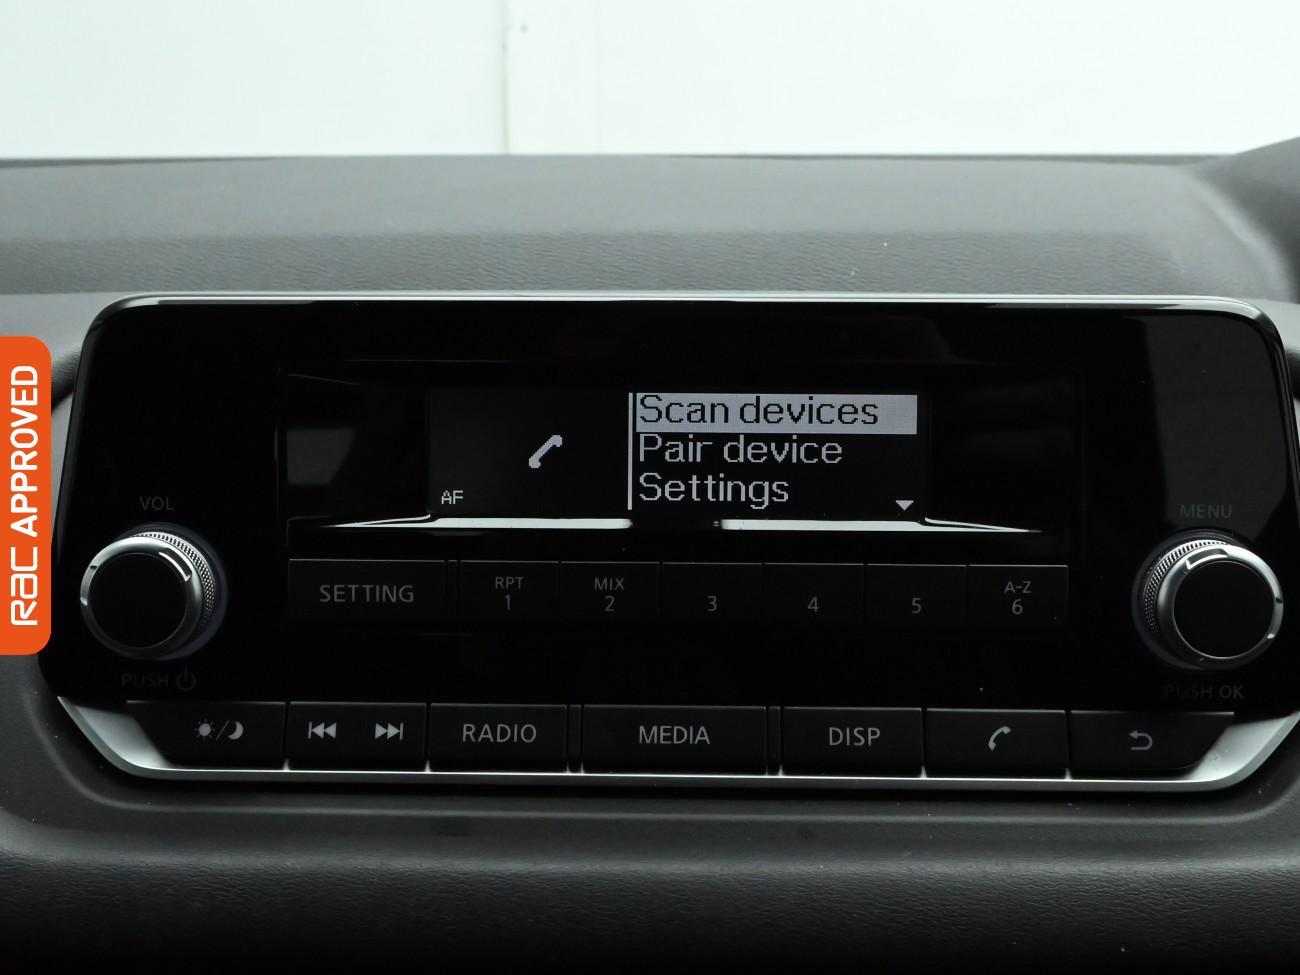 RAC APPROVED
Scan devices
Pair device
Settings
AF
VOL
MENU
SETTING
RPT
1
MIX
2
3
4
5
A-Z
6
PUSH
PUSH OK
RADIO
MEDIA
DISP